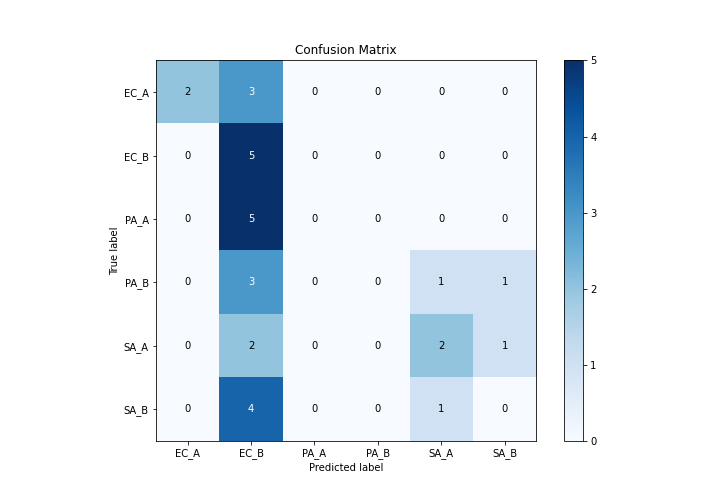 Confusion Matrix
True label
EC_A 2 3 0 0 0 0
EC_B 0 5 0 0 0 0
PA_A 0 5 0 0 0 0
PA_B 0 3 0 0 1 1
SA_A 0 2 0 0 2 1
SA_B 0 4 0 0 1 0
EC_A EC_B PA_A PA_B SA_A SA_B
Predicted label
5
4
3
2
1
0